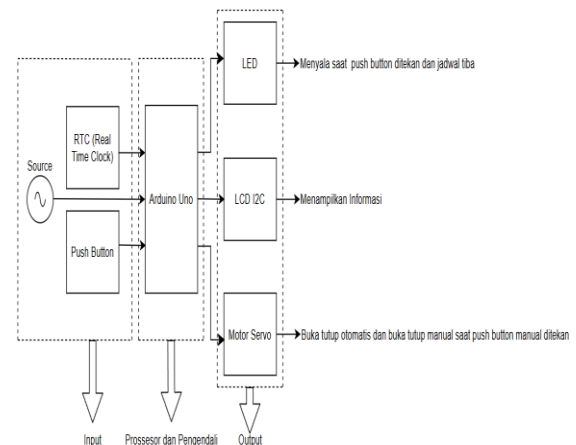 LED
Menyala saat push button ditekan dan jadwal tiba
RTC (Real
Time Clock)
Source
Arduino Uno
LCD I2C
Menampilkan Informasi
Push Button
Motor Servo
Buka tutup otomatis dan buka tutup manual saat push button manual ditekan
Input
Prossesor dan Pengendali
Output